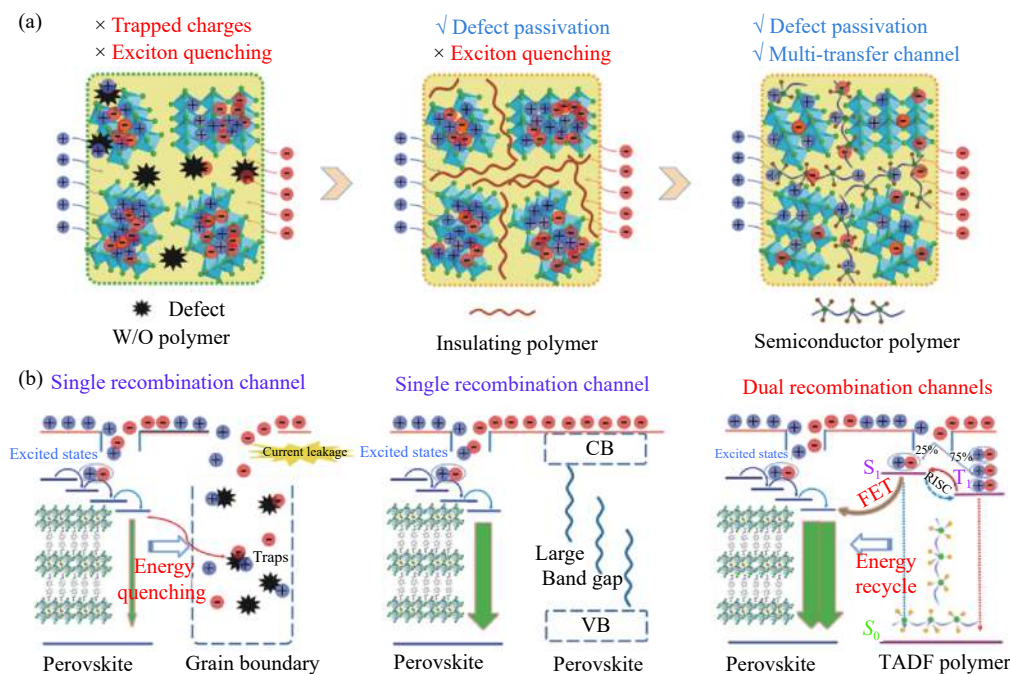 (a)
× Trapped charges
× Exciton quenching
√ Defect passivation
× Exciton quenching
√ Defect passivation
√ Multi-transfer channel
Defect
W/O polymer
Insulating polymer
Semiconductor polymer
(b)
Single recombination channel
Single recombination channel
Dual recombination channels
Excited states
Current leakage
Energy
quenching
Traps
Perovskite
Grain boundary
Excited states
CB
Large
Band gap
VB
Perovskite
Perovskite
Excited states
25%
75%
S₁
T₁
RISC
FET
Energy
recycle
S₀
Perovskite
TADF polymer